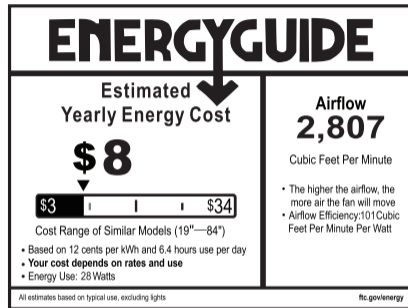 ENERGYGUIDE
Estimated
Yearly Energy Cost
$8
$3 $34
Cost Range of Similar Models (19"—84")
• Based on 12 cents per kWh and 6.4 hours use per day
• Your cost depends on rates and use
• Energy Use: 28Watts
Airflow
2,807
Cubic Feet Per Minute
• The higher the airflow, the
more air the fan will move
• Airflow Efficiency:101Cubic
Feet Per Minute Per Watt
All estimates based on typical use, excluding lights
ftc.gov/energy